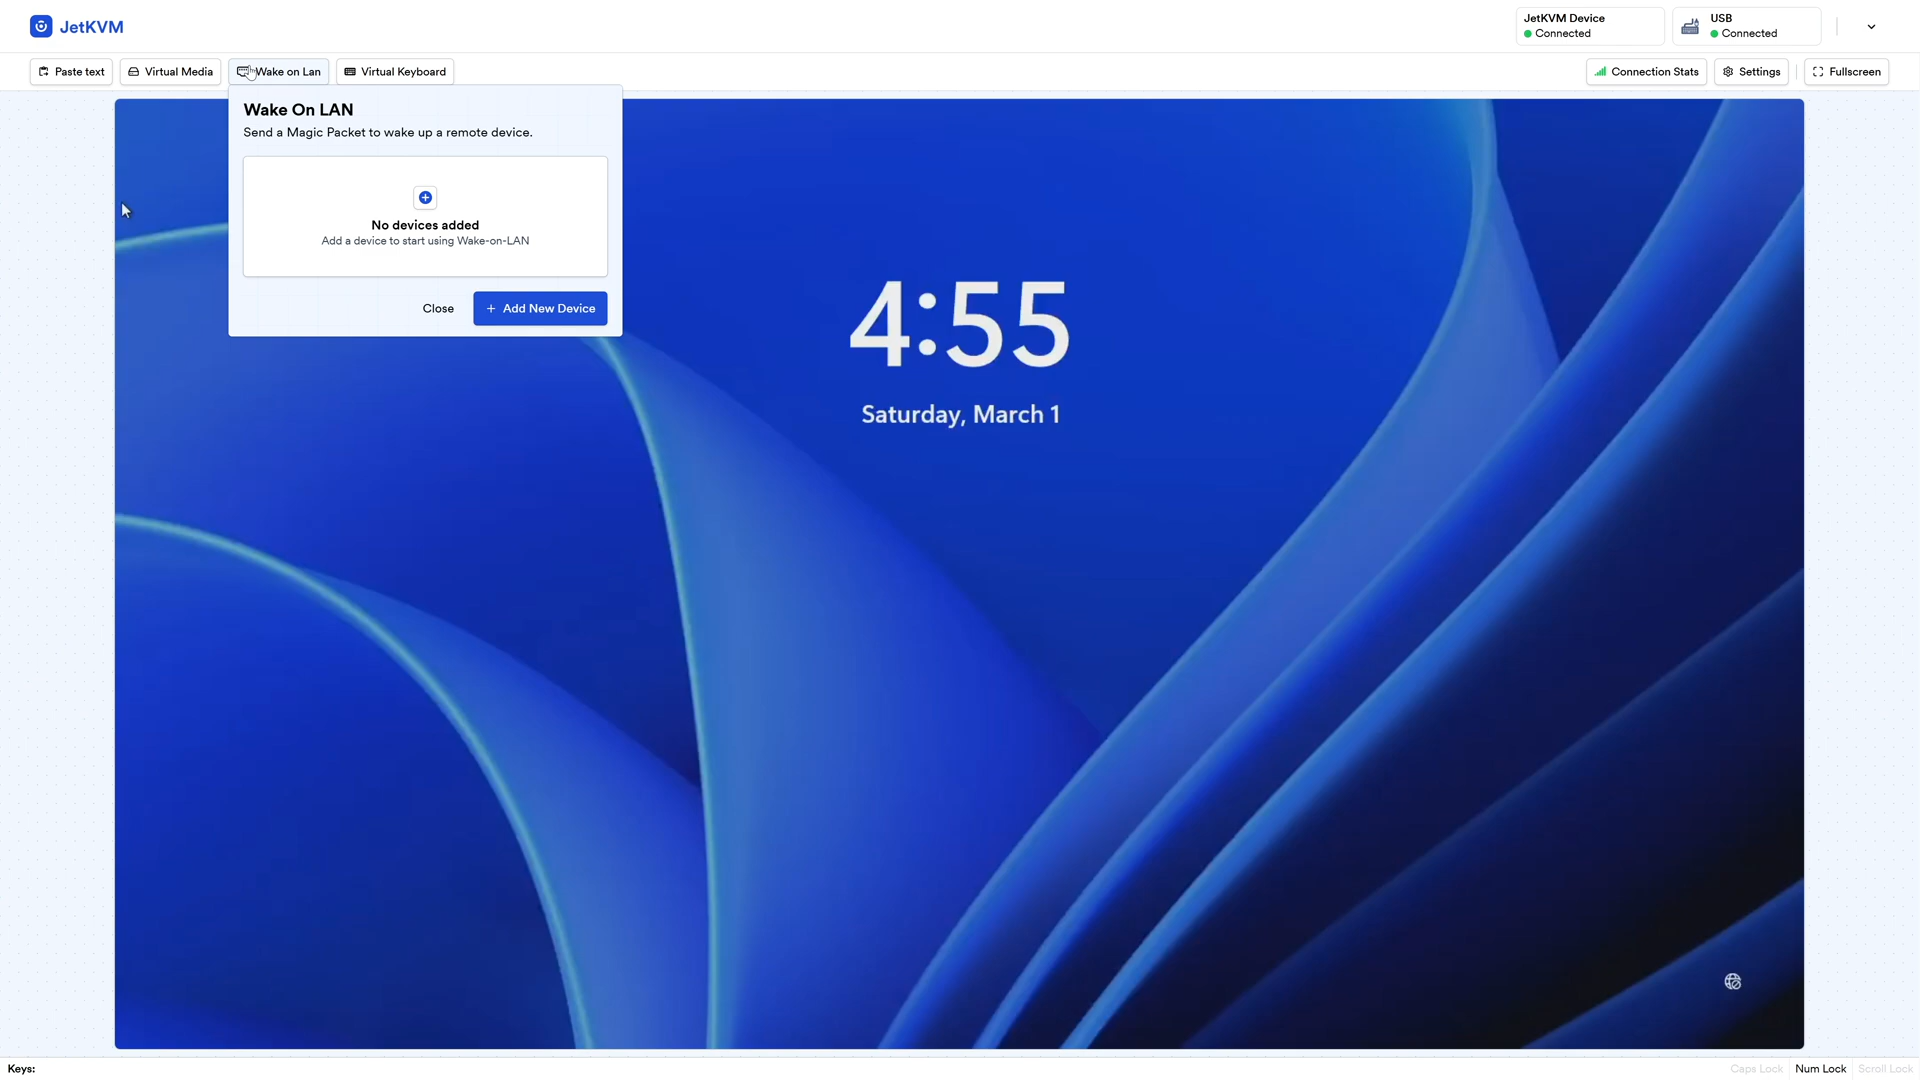 JetKVM
JetKVM Device
Connected
USB
Connected
Paste text
Virtual Media
Wake on Lan
Virtual Keyboard
Connection Stats
Settings
Fullscreen
Wake On LAN
Send a Magic Packet to wake up a remote device.
No devices added
Add a device to start using Wake-on-LAN
Close
Add New Device
4:55
Saturday, March 1
Keys:
Caps Lock
Num Lock
Scroll Lock